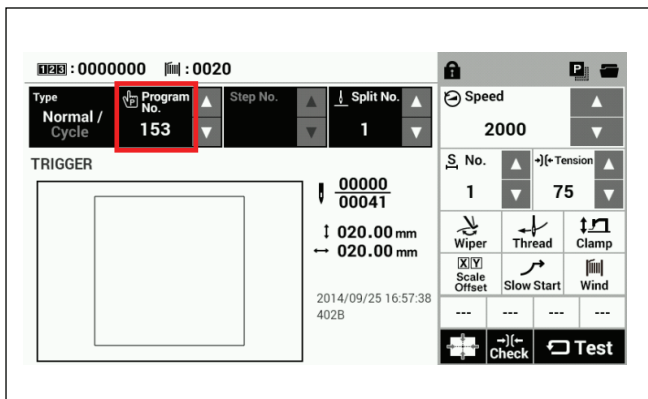 123 : 0000000 : 0020
Type
Normal /
Cycle
P Program
No.
153
Step No.
Split No.
1
TRIGGER
00000
00041
020.00 mm
020.00 mm
2014/09/25 16:57:38
402B
P
Speed
2000
S No.
1
Tension
75
Wiper
Thread
Clamp
X Y
Scale
Offset
Slow Start
Wind
--- --- --- ---
Check
Test